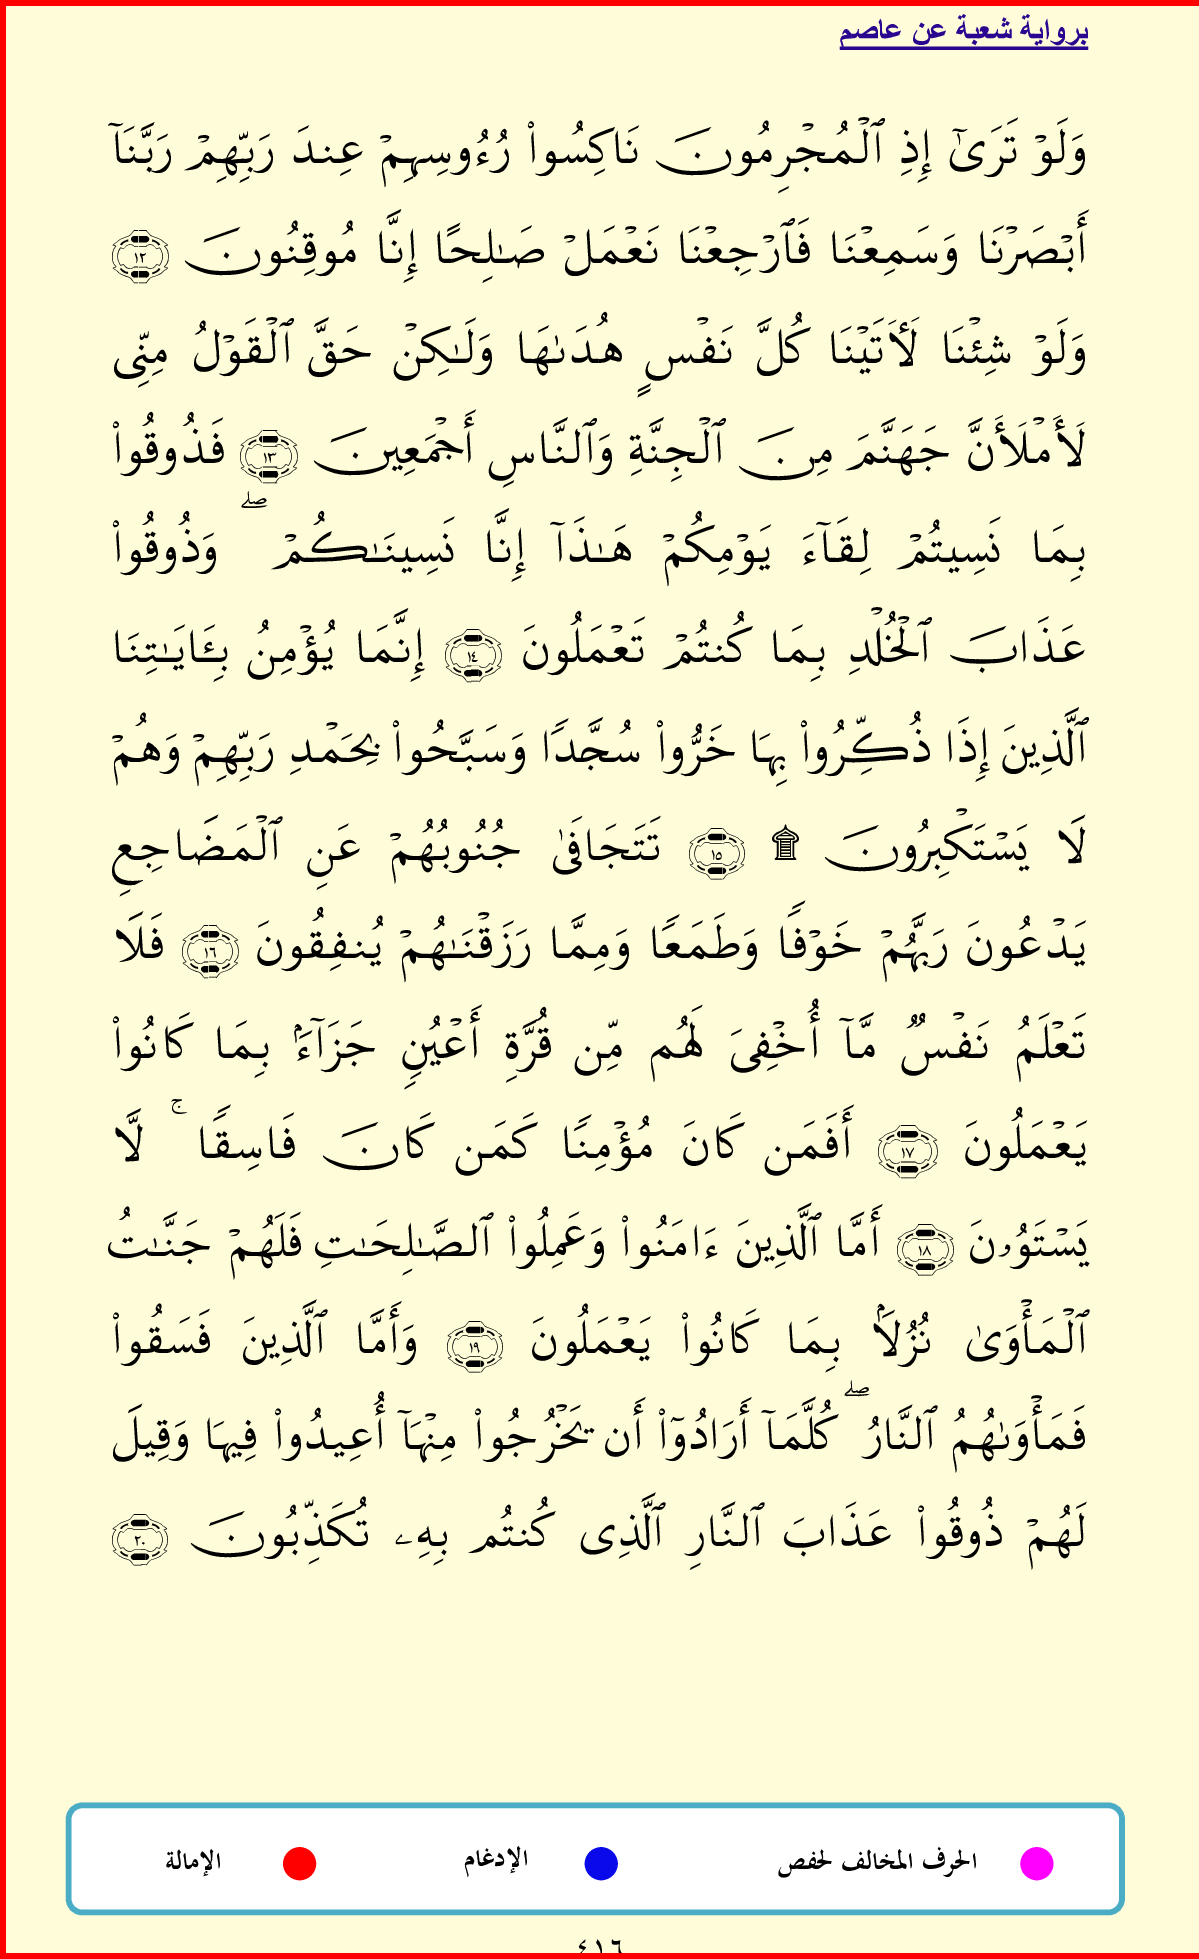 برواية شعبة عن عاصم
وَلَوۡ تَرَىٰٓ إِذِ ٱلۡمُجۡرِمُونَ نَاكِسُواْ رُءُوسِهِمۡ عِندَ رَبِّهِمۡ رَبَّنَآ
أَبۡصَرۡنَا وَسَمِعۡنَا فَٱرۡجِعۡنَا نَعۡمَلۡ صَٰلِحًا إِنَّا مُوقِنُونَ ١٢
وَلَوۡ شِئۡنَا لَأٓتَيۡنَا كُلَّ نَفۡسٍ هُدَىٰهَا وَلَٰكِنۡ حَقَّ ٱلۡقَوۡلُ مِنِّي
لَأَمۡلَأَنَّ جَهَنَّمَ مِنَ ٱلۡجِنَّةِ وَٱلنَّاسِ أَجۡمَعِينَ ١٣ فَذُوقُواْ
بِمَا نَسِيتُمۡ لِقَآءَ يَوۡمِكُمۡ هَٰذَآ إِنَّا نَسِينَٰكُمۡۖ وَذُوقُواْ
عَذَابَ ٱلۡخُلۡدِ بِمَا كُنتُمۡ تَعۡمَلُونَ ١٤ إِنَّمَا يُؤۡمِنُ بِـَٔايَٰتِنَا
ٱلَّذِينَ إِذَا ذُكِّرُواْ بِهَا خَرُّواْ سُجَّدٗا وَسَبَّحُواْ بِحَمۡدِ رَبِّهِمۡ وَهُمۡ
لَا يَسۡتَكۡبِرُونَ ۩ ١٥ تَتَجَافَىٰ جُنُوبُهُمۡ عَنِ ٱلۡمَضَاجِعِ
يَدۡعُونَ رَبَّهُمۡ خَوۡفٗا وَطَمَعٗا وَمِمَّا رَزَقۡنَٰهُمۡ يُنفِقُونَ ١٦ فَلَا
تَعۡلَمُ نَفۡسٞ مَّآ أُخۡفِيَ لَهُم مِّن قُرَّةِ أَعۡيُنٖ جَزَآءَۢ بِمَا كَانُواْ
يَعۡمَلُونَ ١٧ أَفَمَن كَانَ مُؤۡمِنٗا كَمَن كَانَ فَاسِقٗاۚ لَّا
يَسۡتَوُۥنَ ١٨ أَمَّا ٱلَّذِينَ ءَامَنُواْ وَعَمِلُواْ ٱلصَّٰلِحَٰتِ فَلَهُمۡ جَنَّٰتُ
ٱلۡمَأۡوَىٰ نُزُلَۢا بِمَا كَانُواْ يَعۡمَلُونَ ١٩ وَأَمَّا ٱلَّذِينَ فَسَقُواْ
فَمَأۡوَىٰهُمُ ٱلنَّارُۖ كُلَّمَآ أَرَادُوٓاْ أَن يَخۡرُجُواْ مِنۡهَآ أُعِيدُواْ فِيهَا وَقِيلَ
لَهُمۡ ذُوقُواْ عَذَابَ ٱلنَّارِ ٱلَّذِي كُنتُم بِهِۦ تُكَذِّبُونَ ٢٠
الحرف المخالف لحفص الإدغام الإمالة
٤١٦